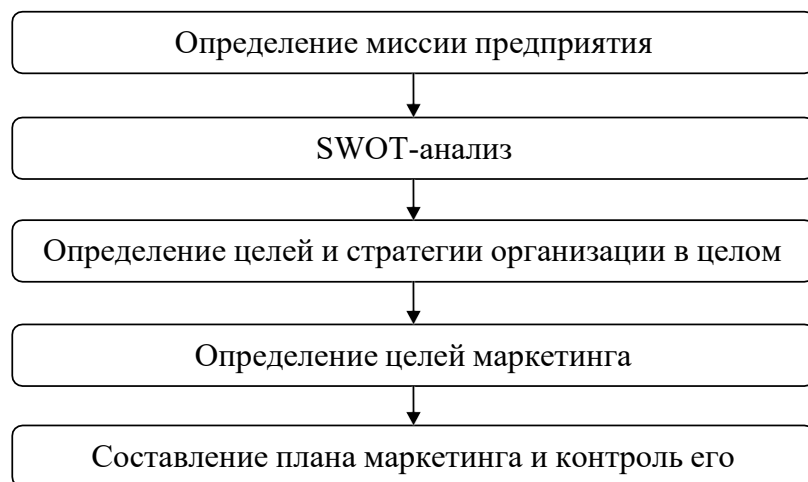 Определение миссии предприятия
SWOT-анализ
Определение целей и стратегии организации в целом
Определение целей маркетинга
Составление плана маркетинга и контроль его